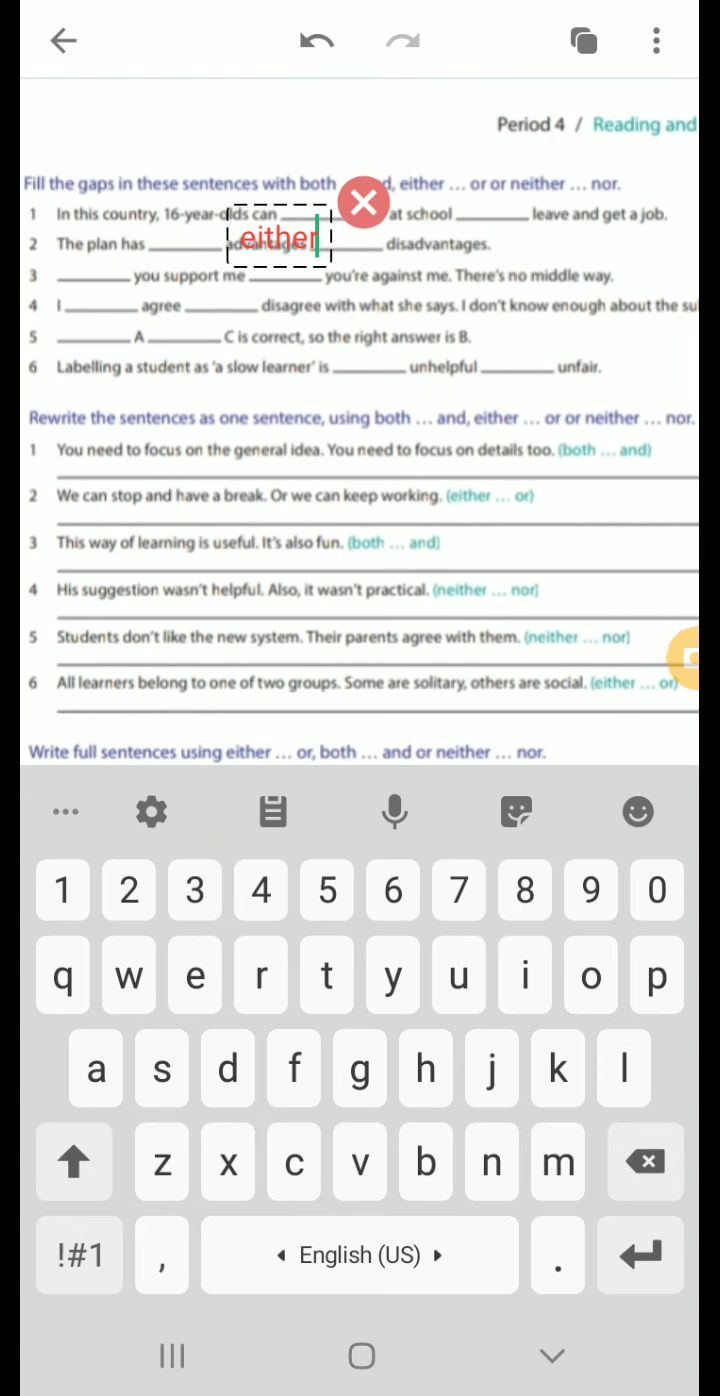 Period 4 / Reading and
Fill the gaps in these sentences with both d, either ... or or neither ... nor.
1 In this country, 16-year-olds can ________ at school ________ leave and get a job.
either
2 The plan has ________ advantages ________ disadvantages.
3 ________ you support me ________ you're against me. There's no middle way.
4 I ________ agree ________ disagree with what she says. I don't know enough about the su
5 ________ A ________ C is correct, so the right answer is B.
6 Labelling a student as 'a slow learner' is ________ unhelpful ________ unfair.
Rewrite the sentences as one sentence, using both ... and, either ... or or neither ... nor.
1 You need to focus on the general idea. You need to focus on details too. (both ... and)
2 We can stop and have a break. Or we can keep working. (either ... or)
3 This way of learning is useful. It's also fun. (both ... and)
4 His suggestion wasn't helpful. Also, it wasn't practical. (neither ... nor)
5 Students don't like the new system. Their parents agree with them. (neither ... nor)
6 All learners belong to one of two groups. Some are solitary, others are social. (either ... or)
Write full sentences using either ... or, both ... and or neither ... nor.
1 2 3 4 5 6 7 8 9 0
q w e r t y u i o p
a s d f g h j k l
z x c v b n m
!#1 , English (US) .